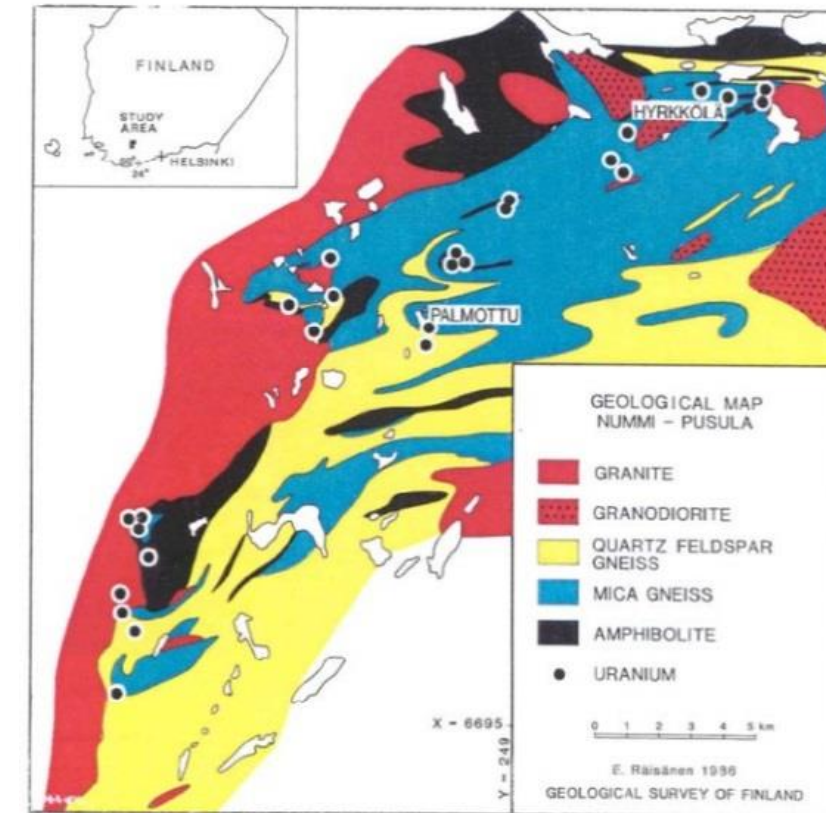 FINLAND
STUDY
AREA
HELSINKI
24°
HYRKKÖLÄ
PALMOTTU
GEOLOGICAL MAP
NUMMI - PUSULA
GRANITE
GRANODIORITE
QUARTZ FELDSPAR
GNEISS
MICA GNEISS
AMPHIBOLITE
URANIUM
0 1 2 3 4 5 km
X = 6695
Y = 249
E. Räisänen 1986
GEOLOGICAL SURVEY OF FINLAND